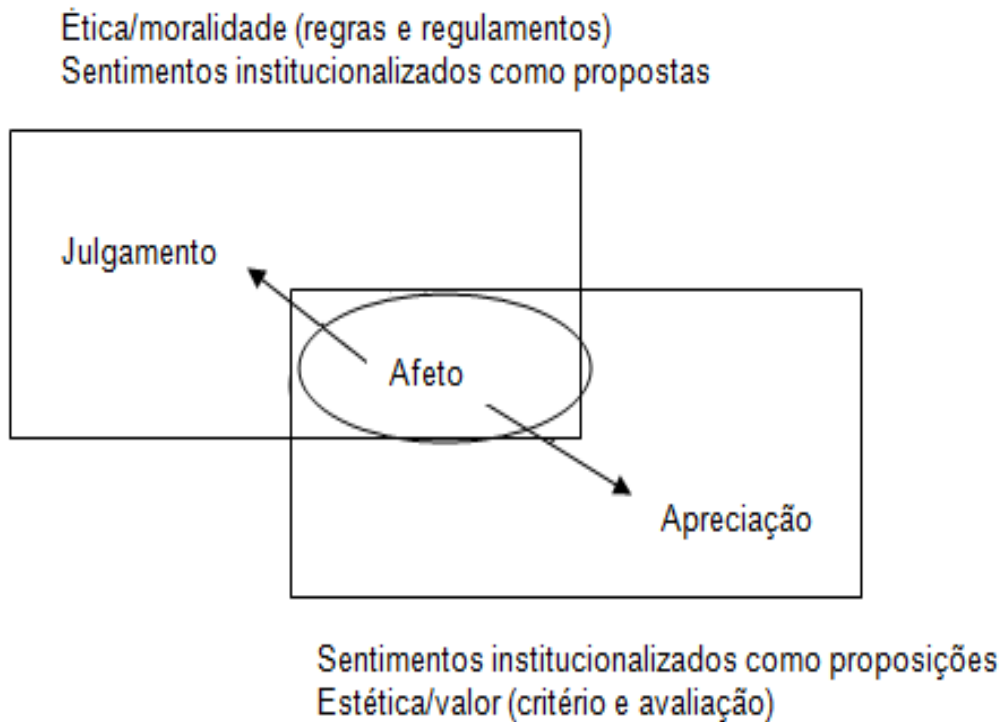 Ética/moralidade (regras e regulamentos)
Sentimentos institucionalizados como propostas
Julgamento
Afeto
Apreciação
Sentimentos institucionalizados como proposições
Estética/valor (critério e avaliação)